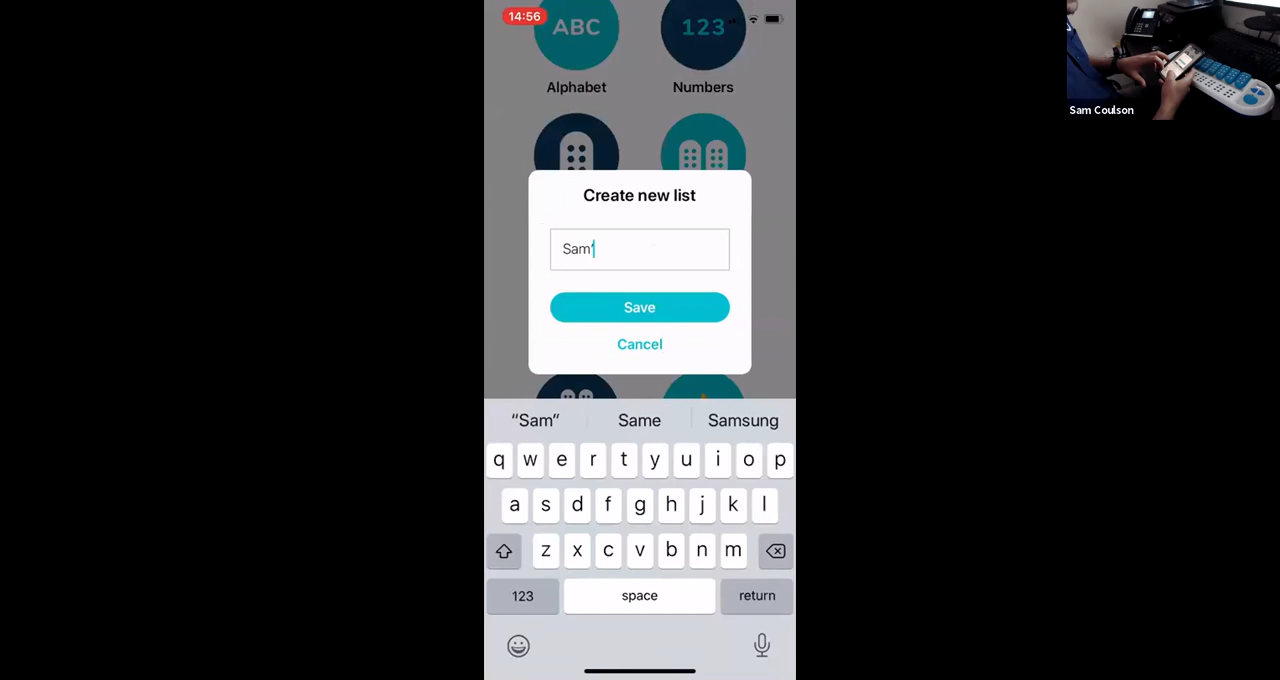 14:56
ABC
123
Alphabet
Numbers
Create new list
Sam'
Save
Cancel
“Sam”
Same
Samsung
q w e r t y u i o p
a s d f g h j k l
z x c v b n m
123
space
return
Sam Coulson